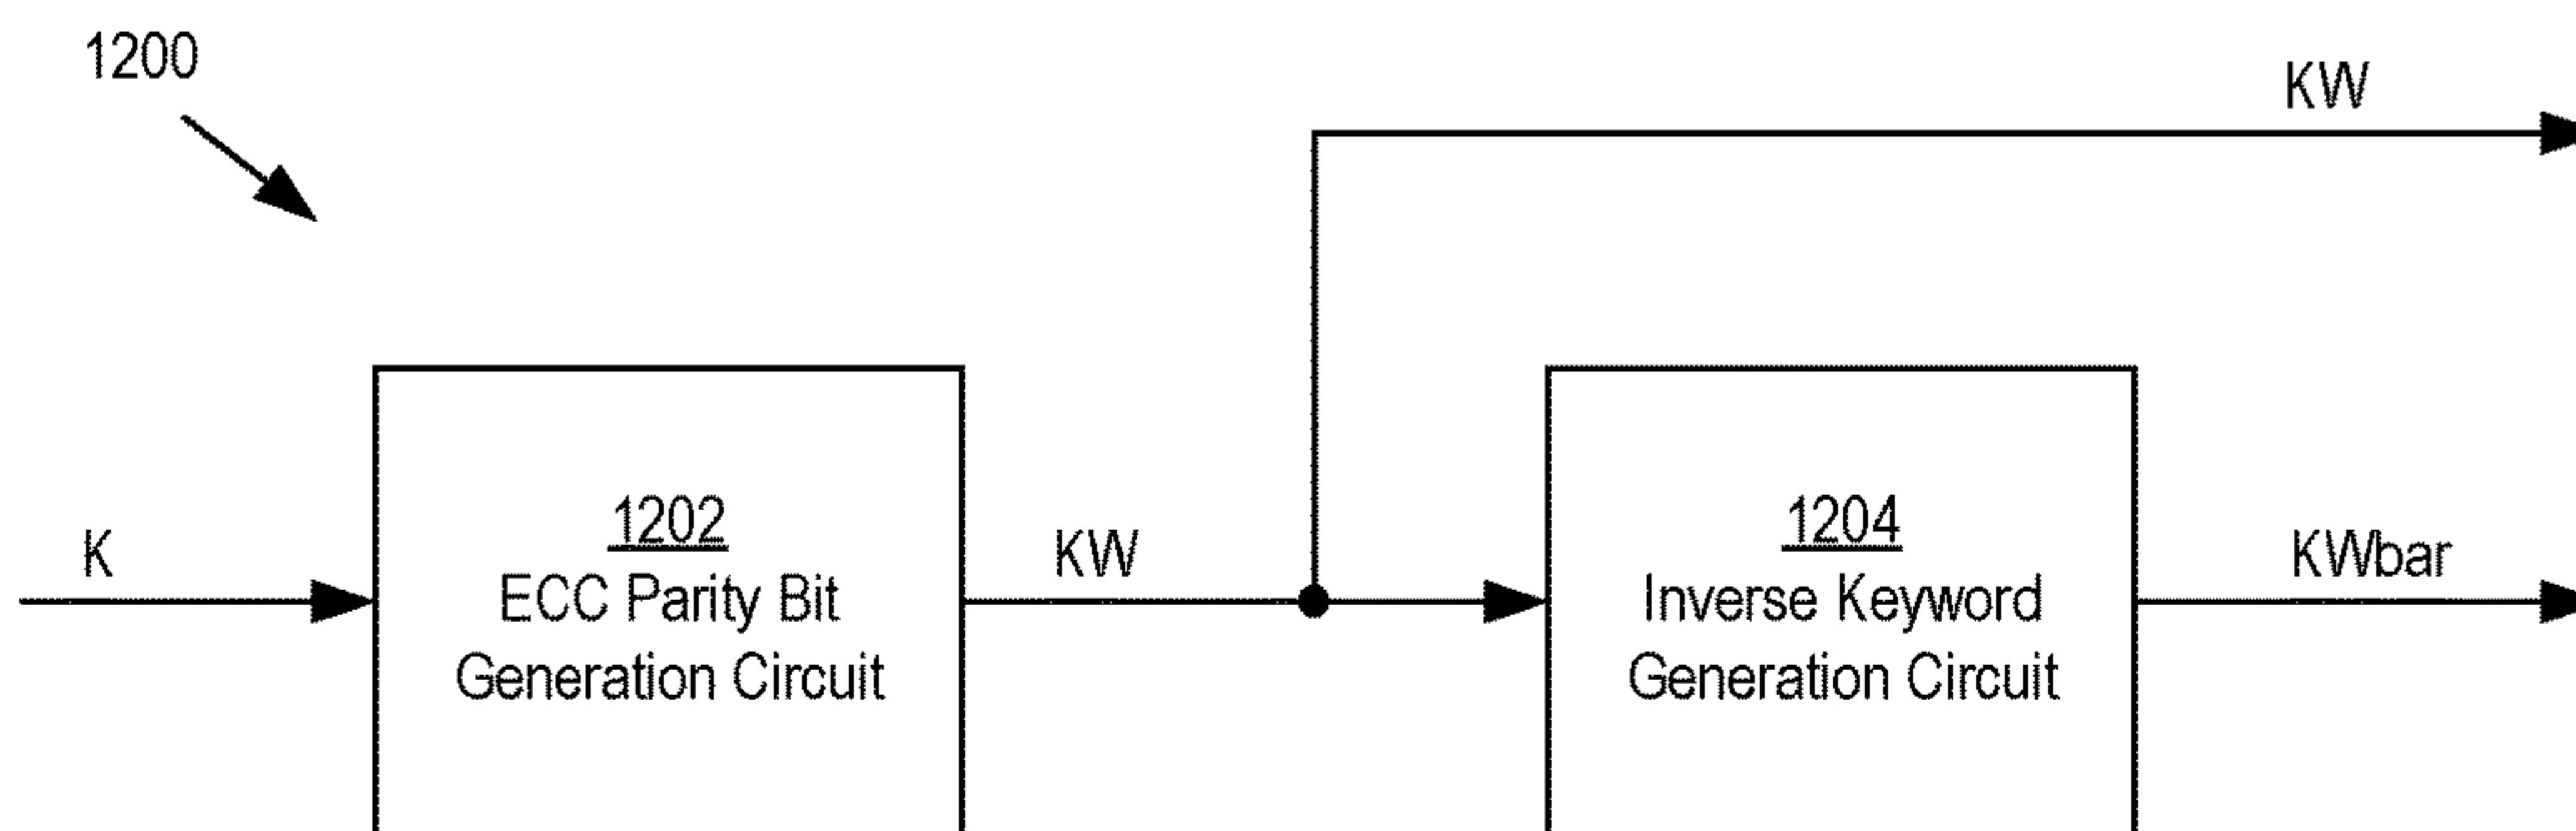 1200
KW
K
1202
ECC Parity Bit
Generation Circuit
KW
1204
Inverse Keyword
Generation Circuit
KWbar